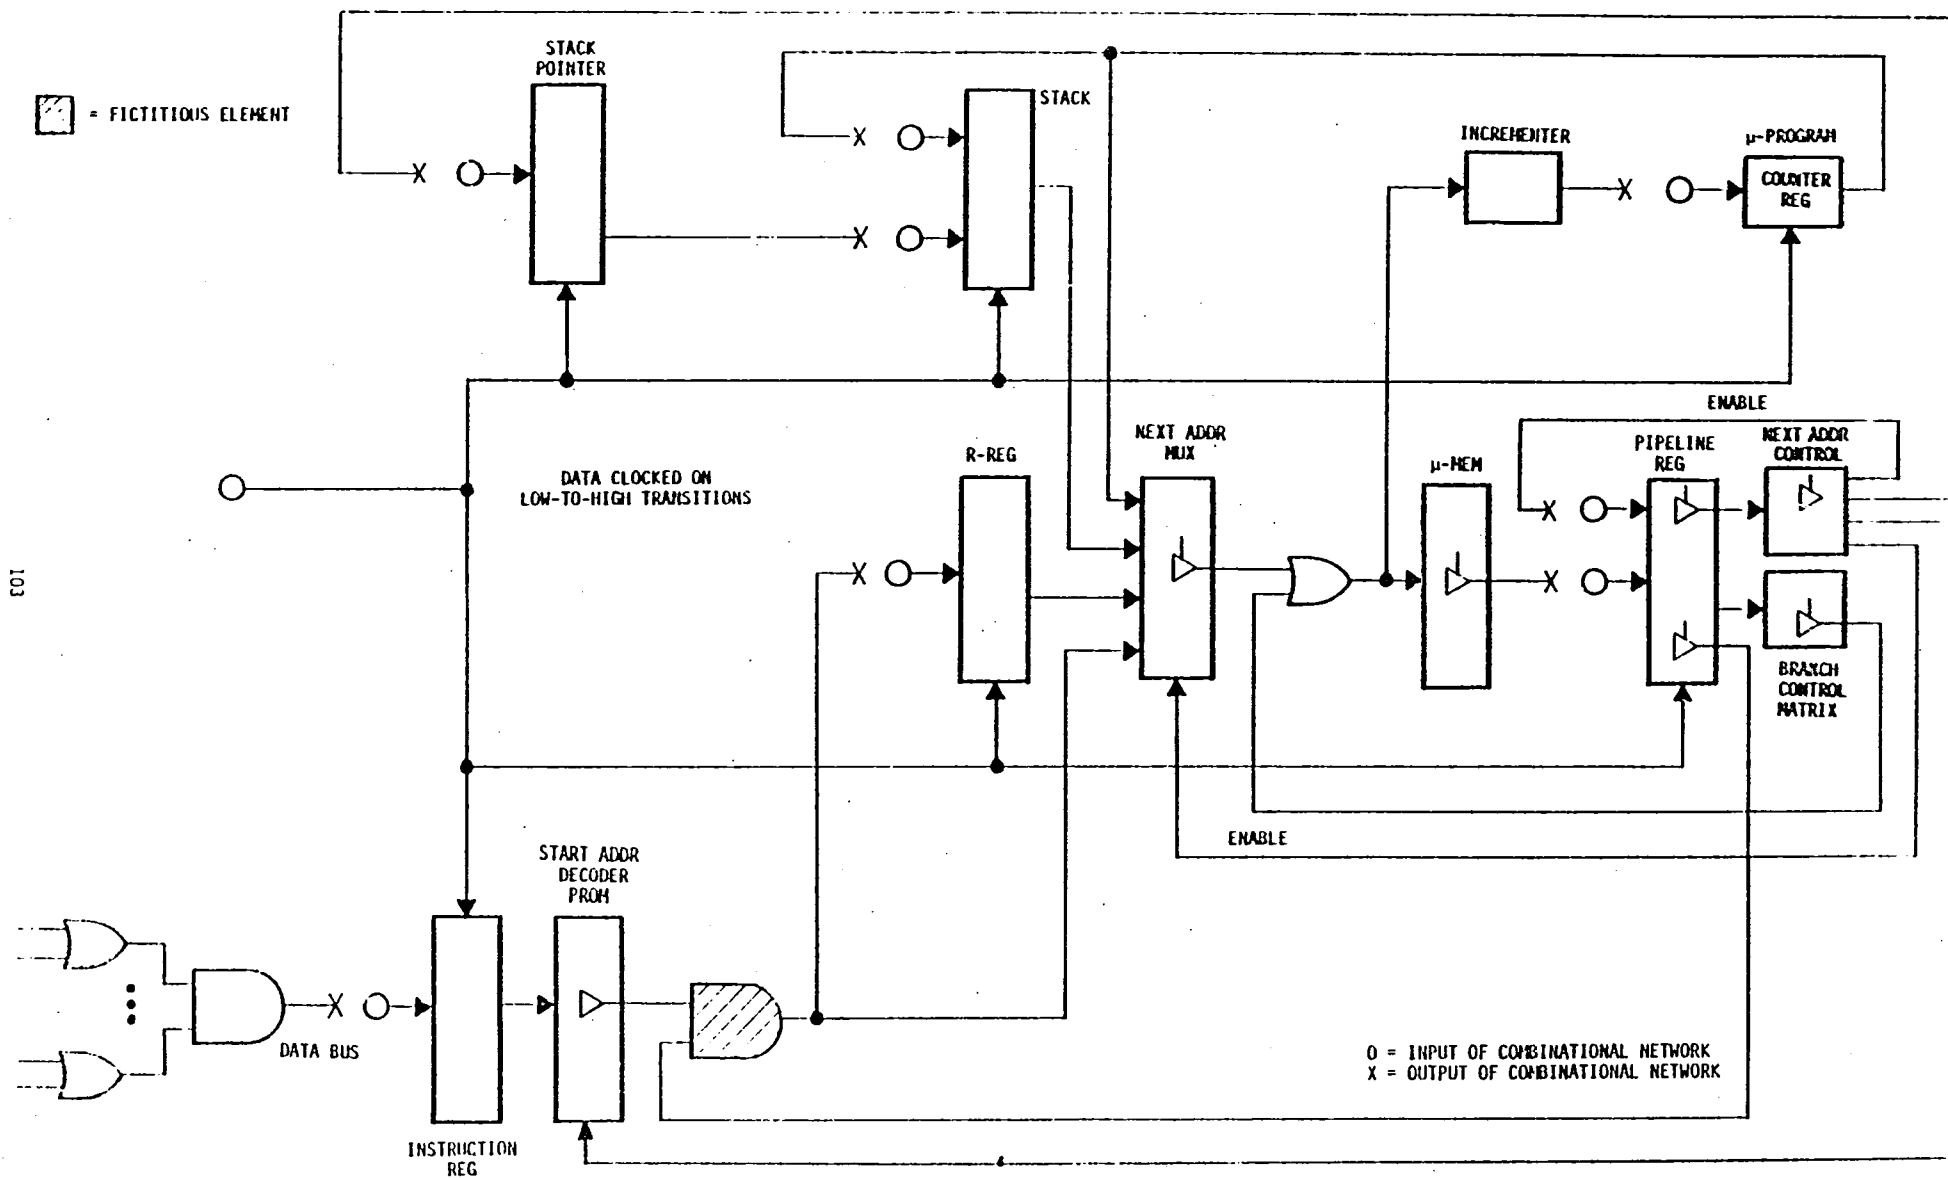 STACK
POINTER
= FICTITIOUS ELEMENT
STACK
INCREMENTER
μ-PROGRAM
COUNTER
REG
ENABLE
NEXT ADDR
CONTROL
PIPELINE
REG
NEXT ADDR
MUX
μ-MEM
R-REG
DATA CLOCKED ON
LOW-TO-HIGH TRANSITIONS
103
BRANCH
CONTROL
MATRIX
ENABLE
START ADDR
DECODER
PROM
DATA BUS
INSTRUCTION
REG
O = INPUT OF COMBINATIONAL NETWORK
X = OUTPUT OF COMBINATIONAL NETWORK